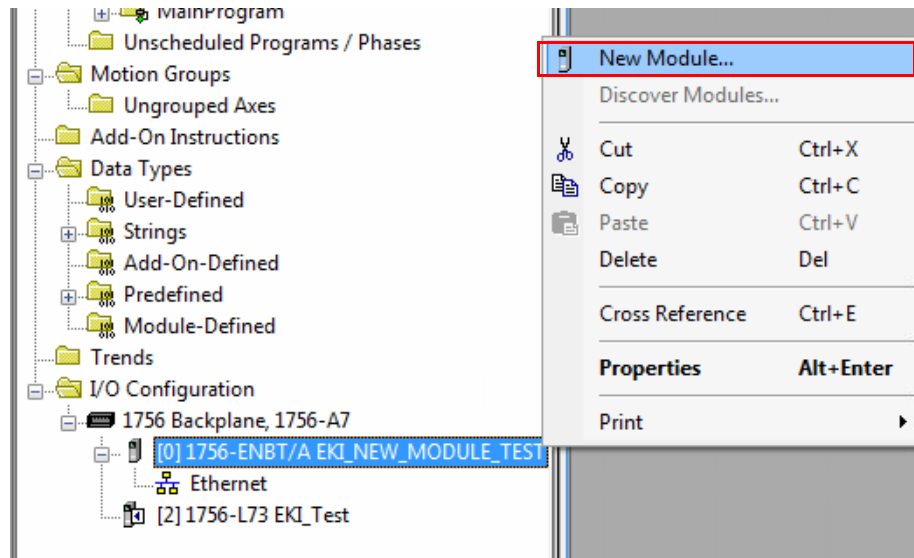 MainProgram
Unscheduled Programs / Phases
Motion Groups
Ungrouped Axes
Add-On Instructions
Data Types
User-Defined
Strings
Add-On-Defined
Predefined
Module-Defined
Trends
I/O Configuration
1756 Backplane, 1756-A7
[0] 1756-ENBT/A EKI_NEW_MODULE_TEST
Ethernet
[2] 1756-L73 EKI_Test
New Module...
Discover Modules...
Cut Ctrl+X
Copy Ctrl+C
Paste Ctrl+V
Delete Del
Cross Reference Ctrl+E
Properties Alt+Enter
Print